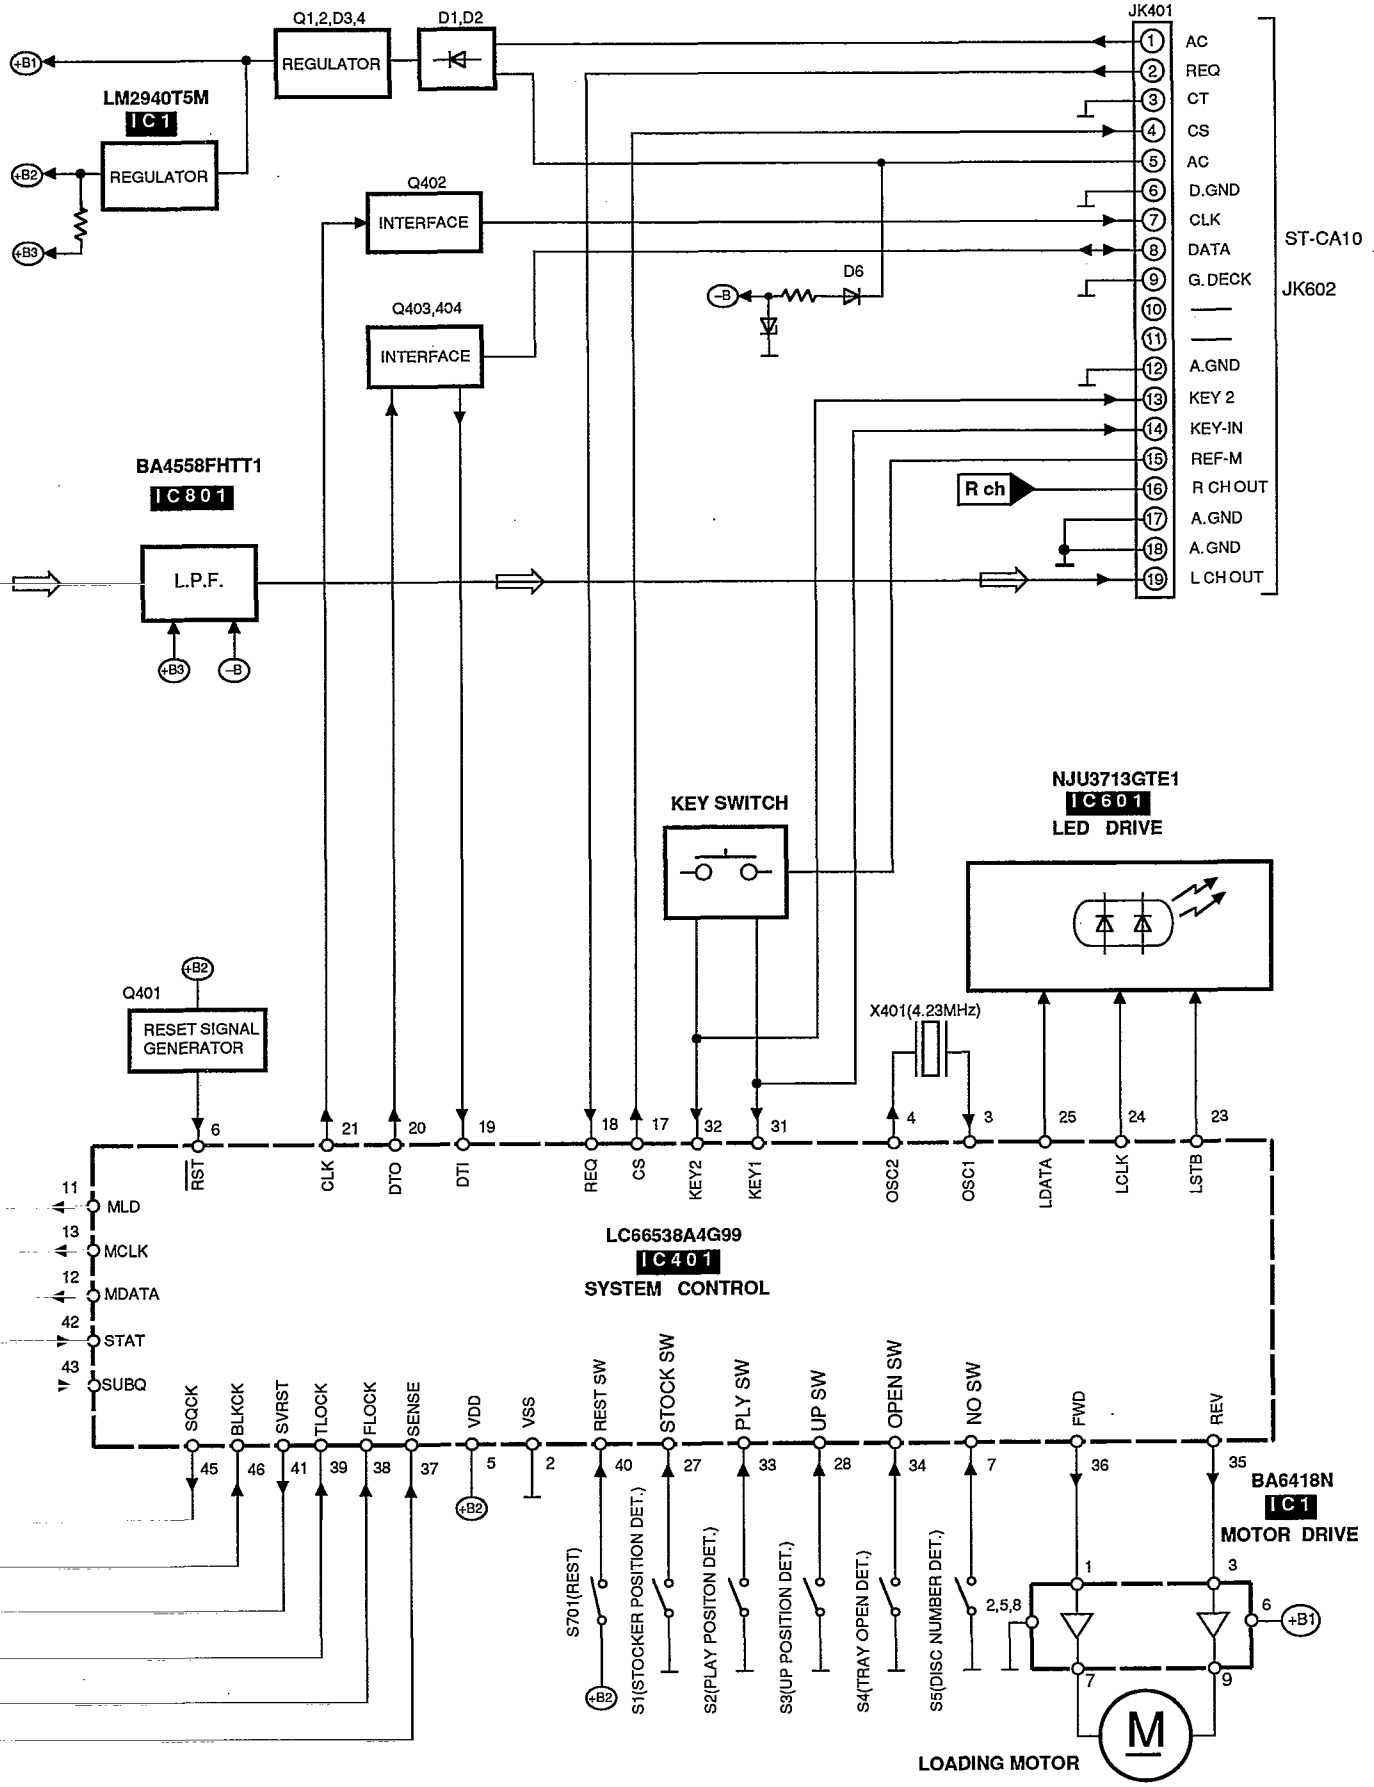 Q1,2,D3,4
D1,D2
JK401
REGULATOR
+B1
LM2940T5M
IC1
+B2
REGULATOR
+B3
Q402
INTERFACE
Q403,404
INTERFACE
D6
–B
1 AC
2 REQ
3 CT
4 CS
5 AC
6 D.GND
7 CLK
8 DATA
9 G.DECK
10
11
12 A.GND
13 KEY 2
14 KEY-IN
15 REF-M
16 R CH OUT
17 A.GND
18 A.GND
19 L CH OUT
ST-CA10
JK602
R ch
BA4558FHTT1
IC801
L.P.F.
+B3
–B
KEY SWITCH
NJU3713GTE1
IC601
LED DRIVE
+B2
Q401
RESET SIGNAL
GENERATOR
X401(4.23MHz)
6 21 20 19 18 17 32 31 4 3 25 24 23
RST CLK DTO DTI REQ CS KEY2 KEY1 OSC2 OSC1 LDATA LCLK LSTB
11
MLD
13
MCLK
12
MDATA
42
STAT
43
SUBQ
LC66538A4G99
IC401
SYSTEM CONTROL
SQCK BLKCK SVRST TLOCK FLOCK SENSE VDD VSS REST SW STOCK SW PLY SW UP SW OPEN SW NO SW FWD REV
45 46 41 39 38 37 5 2 40 27 33 28 34 7 36 35
+B2
S701(REST)
+B2
S1(STOCKER POSITION DET.)
S2(PLAY POSITON DET.)
S3(UP POSITION DET.)
S4(TRAY OPEN DET.)
S5(DISC NUMBER DET.)
BA6418N
IC1
MOTOR DRIVE
1 3
2,5,8
6
+B1
7 9
M
LOADING MOTOR